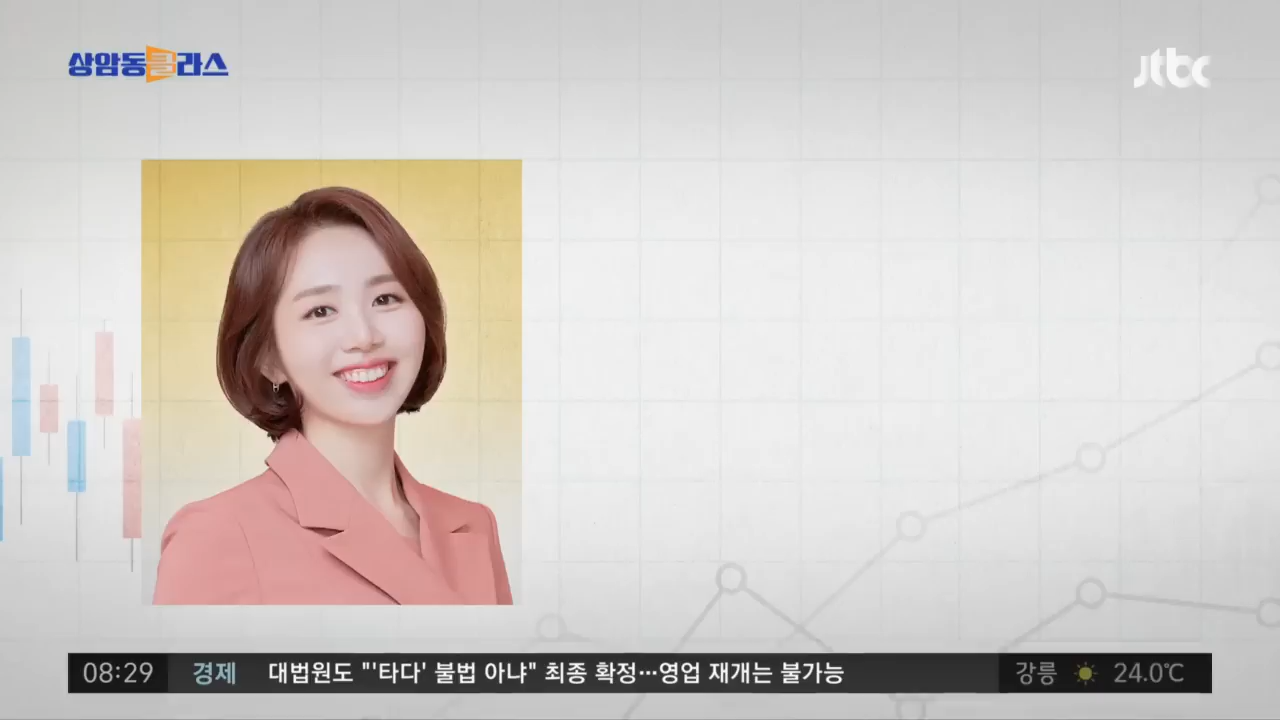 상암동클라스
jtbc
08:29 경제 대법원도 "'타다' 불법 아냐" 최종 확정…영업 재개는 불가능 강릉 24.0℃